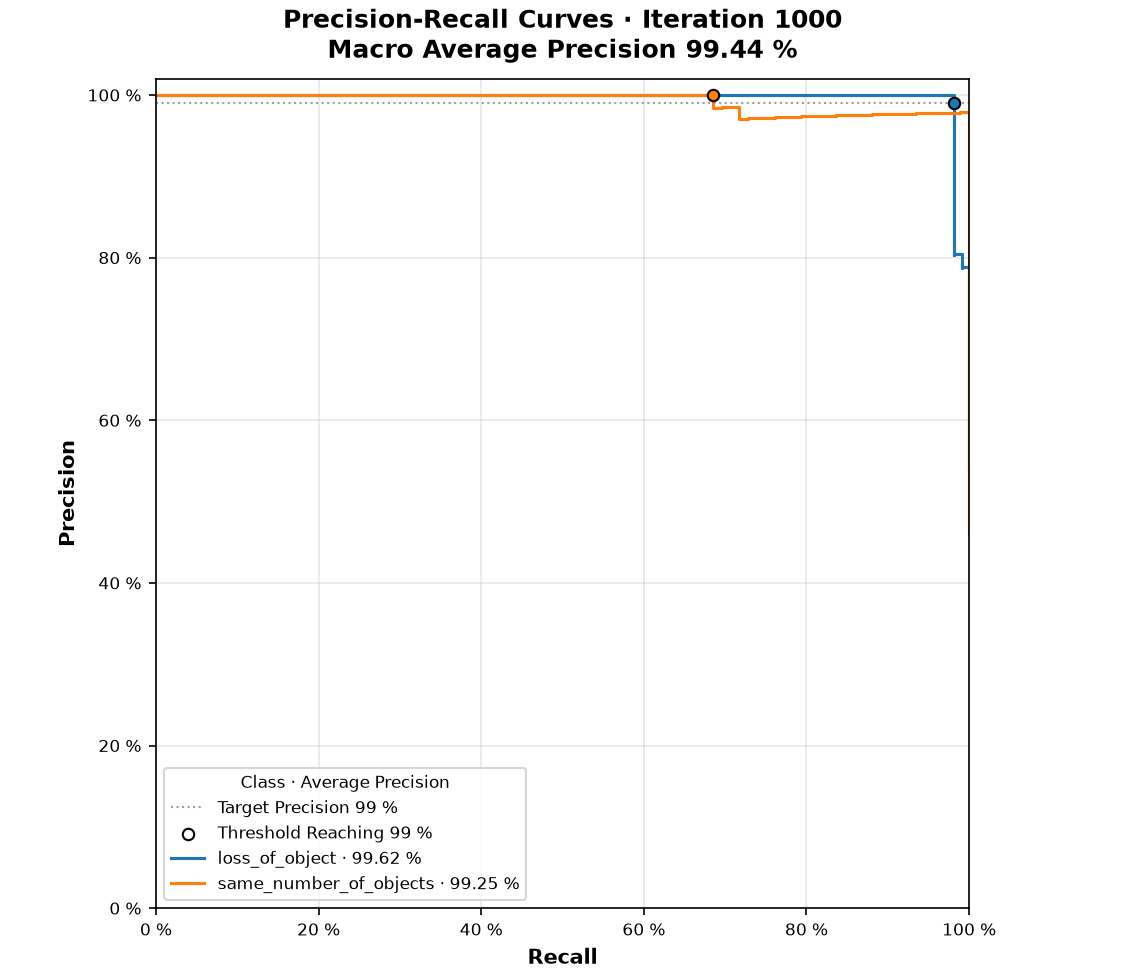 Precision-Recall Curves · Iteration 1000
Macro Average Precision 99.44 %
100 %
80 %
60 %
40 %
20 %
0 %
Precision
Class · Average Precision
Target Precision 99 %
Threshold Reaching 99 %
loss_of_object · 99.62 %
same_number_of_objects · 99.25 %
0 %
20 %
40 %
60 %
80 %
100 %
Recall